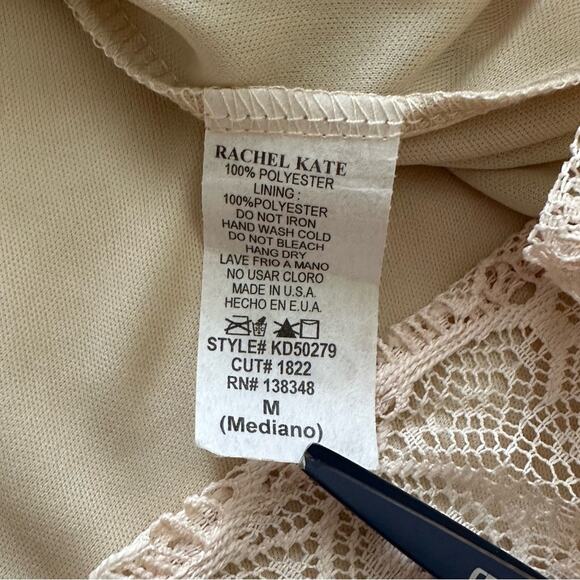 RACHEL KATE
100% POLYESTER
LINING :
100%POLYESTER
DO NOT IRON
HAND WASH COLD
DO NOT BLEACH
HANG DRY
LAVE FRIO A MANO
NO USAR CLORO
MADE IN U.S.A.
HECHO EN E.U.A.
STYLE# KD50279
CUT# 1822
RN# 138348
M
(Mediano)